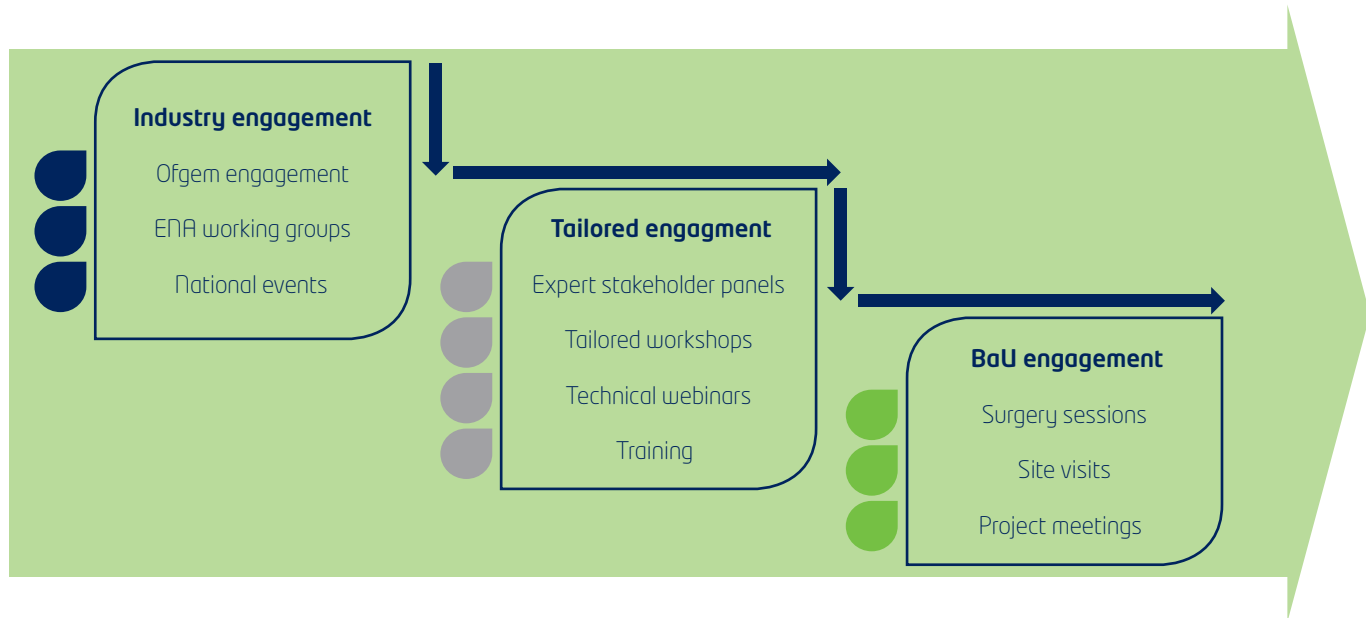 Industry engagement
Ofgem engagement
ENA working groups
National events
Tailored engagment
Expert stakeholder panels
Tailored workshops
Technical webinars
Training
BaU engagement
Surgery sessions
Site visits
Project meetings